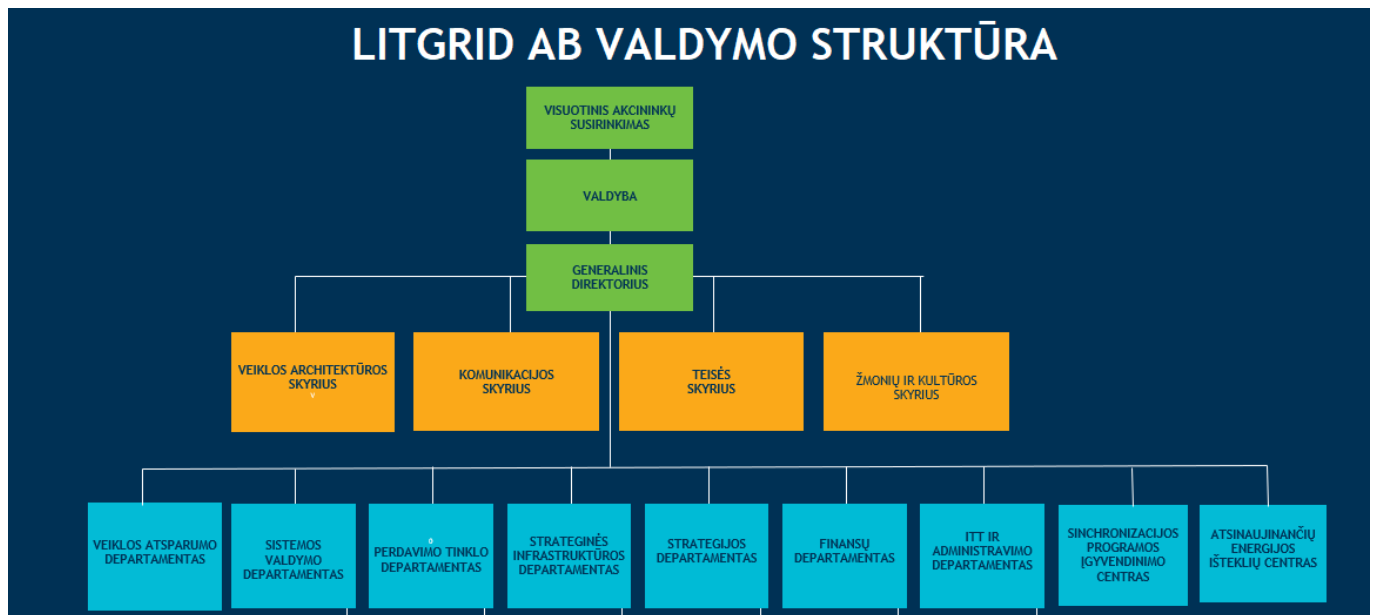 LITGRID AB VALDYMO STRUKTŪRA
VISUOTINIS AKCININKŲ
SUSIRINKIMAS
VALDYBA
GENERALINIS
DIREKTORIUS
VEIKLOS ARCHITEKTŪROS
SKYRIUS
v
KOMUNIKACIJOS
SKYRIUS
TEISĖS
SKYRIUS
ŽMONIŲ IR KULTŪROS
SKYRIUS
VEIKLOS ATSPARUMO
DEPARTAMENTAS
SISTEMOS
VALDYMO
DEPARTAMENTAS
o
PERDAVIMO TINKLO
DEPARTAMENTAS
STRATEGINĖS
INFRASTRUKTŪROS
DEPARTAMENTAS
STRATEGIJOS
DEPARTAMENTAS
FINANSŲ
DEPARTAMENTAS
ITT IR
ADMINISTRAVIMO
DEPARTAMENTAS
SINCHRONIZACIJOS
PROGRAMOS
ĮGYVENDINIMO
CENTRAS
ATSINAUJINANČIŲ
ENERGIJOS
IŠTEKLIŲ CENTRAS